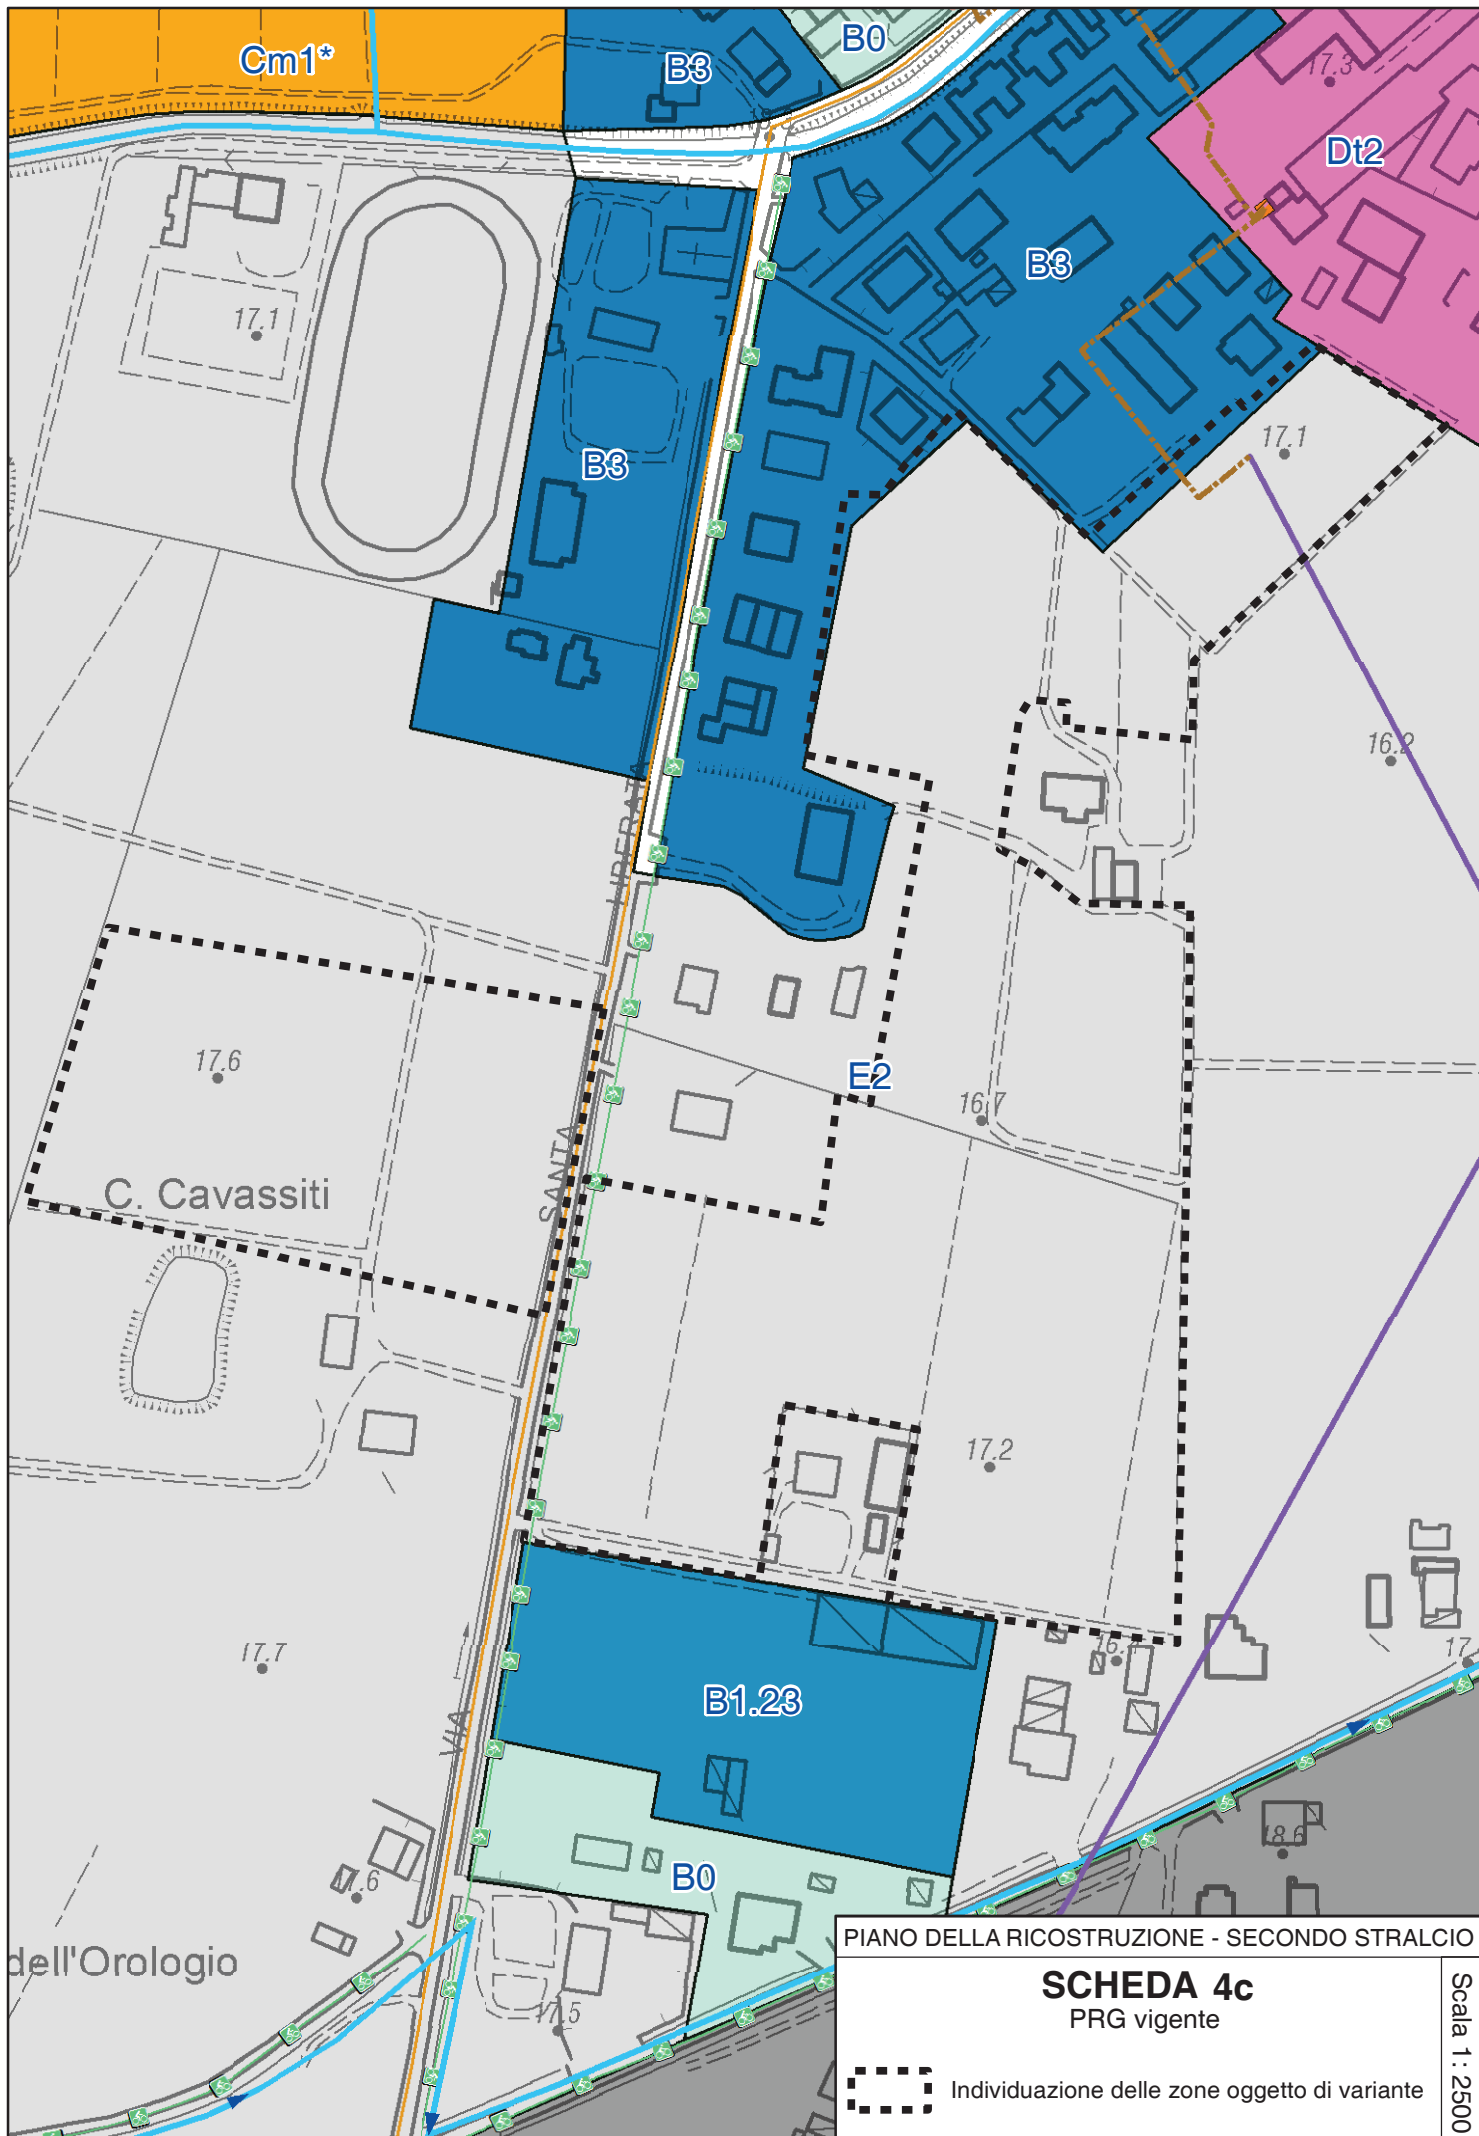 Cm1*
B3
B0
17.3
Dt2
17.1
B3
B3
17.1
16.2
LIBERATA
17.6
E2
16.7
SANTA
C. Cavassiti
17.2
17.7
VIA
B1.23
17
18.6
B0
dell'Orologio
17.5
PIANO DELLA RICOSTRUZIONE - SECONDO STRALCIO
SCHEDA 4c
PRG vigente
Individuazione delle zone oggetto di variante
Scala 1: 2500